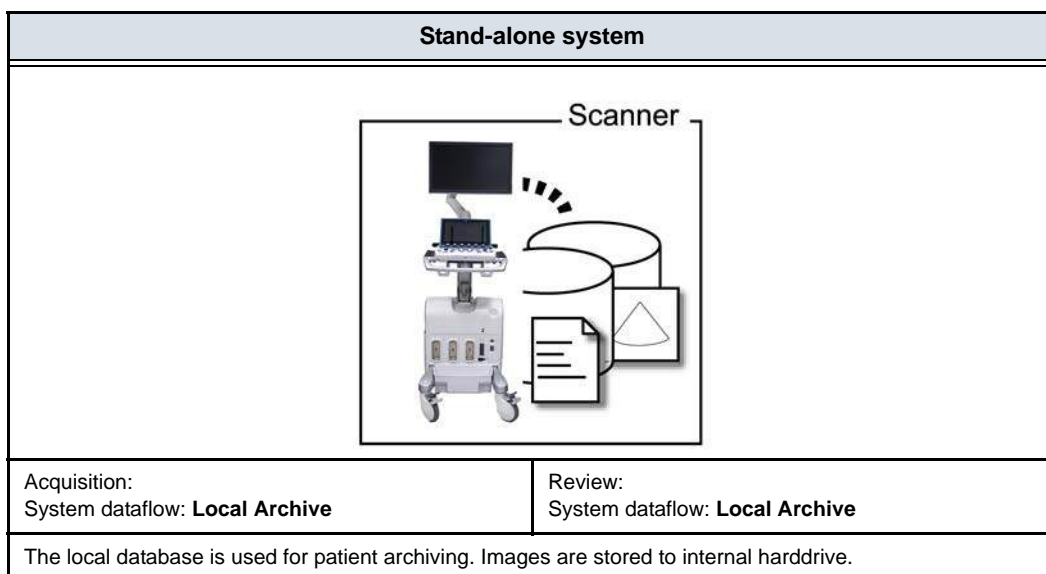 Stand-alone system
Scanner
Acquisition:
System dataflow: Local Archive
Review:
System dataflow: Local Archive
The local database is used for patient archiving. Images are stored to internal harddrive.